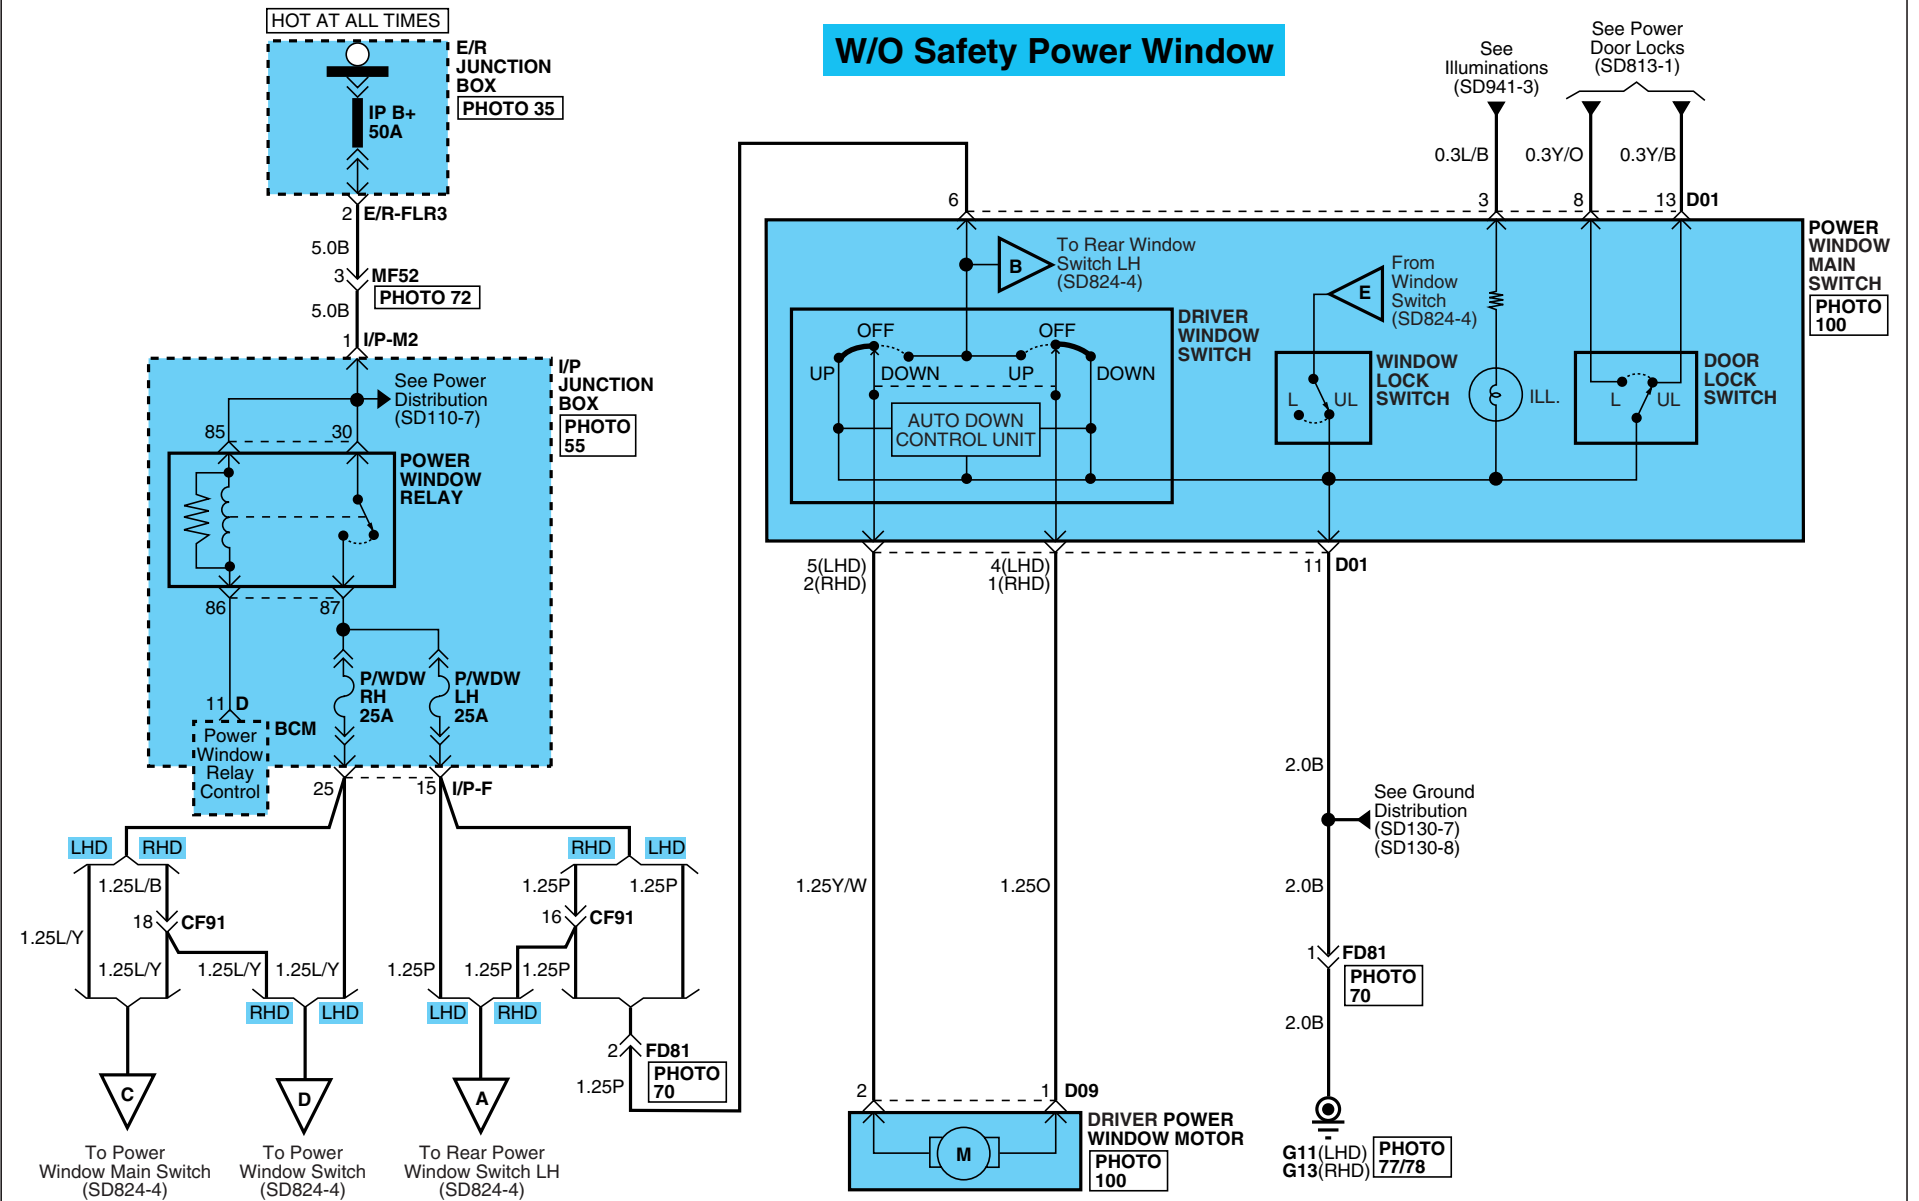 HOT AT ALL TIMES
E/R
JUNCTION
BOX
PHOTO 35
IP B+
50A
2
E/R-FLR3
5.0B
3
MF52
PHOTO 72
5.0B
1
I/P-M2
I/P
JUNCTION
BOX
PHOTO
55
See Power
Distribution
(SD110-7)
85
30
POWER
WINDOW
RELAY
86
87
P/WDW
RH
25A
P/WDW
LH
25A
11
D
BCM
Power
Window
Relay
Control
25
15
I/P-F
LHD
RHD
RHD
LHD
1.25L/B
1.25P
1.25P
18
CF91
16
CF91
1.25L/Y
1.25L/Y
1.25L/Y
1.25L/Y
1.25P
1.25P
1.25P
RHD
LHD
LHD
RHD
2
FD81
PHOTO
70
1.25P
C
D
A
To Power
Window Main Switch
(SD824-4)
To Power
Window Switch
(SD824-4)
To Rear Power
Window Switch LH
(SD824-4)
W/O Safety Power Window
See
Illuminations
(SD941-3)
See Power
Door Locks
(SD813-1)
0.3L/B
0.3Y/O
0.3Y/B
6
3
8
13
D01
POWER
WINDOW
MAIN
SWITCH
PHOTO
100
B
To Rear Window
Switch LH
(SD824-4)
E
From
Window
Switch
(SD824-4)
DRIVER
WINDOW
SWITCH
OFF
OFF
UP
DOWN
UP
DOWN
AUTO DOWN
CONTROL UNIT
L
UL
WINDOW
LOCK
SWITCH
ILL.
L
UL
DOOR
LOCK
SWITCH
5(LHD)
2(RHD)
4(LHD)
1(RHD)
11
D01
2.0B
See Ground
Distribution
(SD130-7)
(SD130-8)
1.25Y/W
1.25O
2.0B
1
FD81
PHOTO
70
2.0B
2
1
D09
M
DRIVER POWER
WINDOW MOTOR
PHOTO
100
G11(LHD)
G13(RHD)
PHOTO
77/78